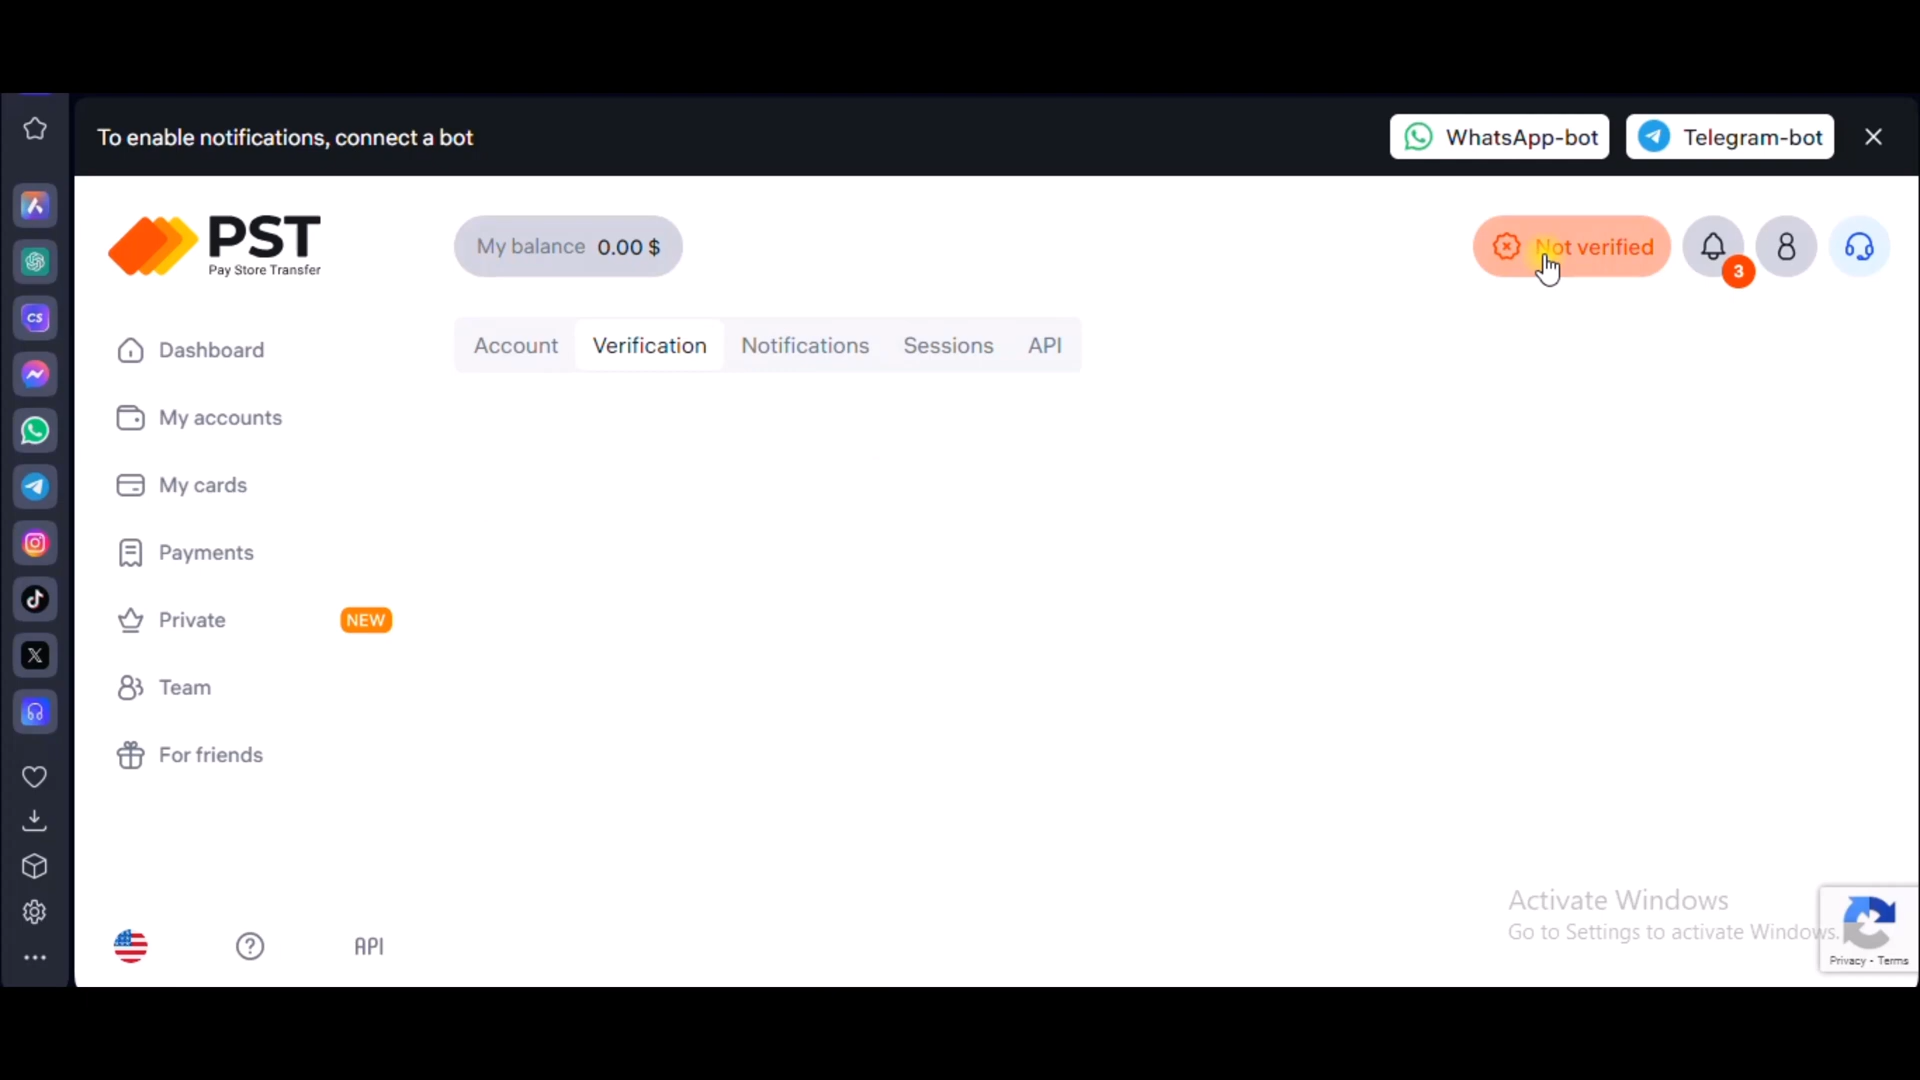 To enable notifications, connect a bot
WhatsApp-bot
Telegram-bot
PST
Pay Store Transfer
My balance 0.00 $
Not verified
3
CS
Account
Verification
Notifications
Sessions
API
Dashboard
My accounts
My cards
Payments
Private
NEW
Team
For friends
API
Activate Windows
Go to Settings to activate Windows.
Privacy - Terms